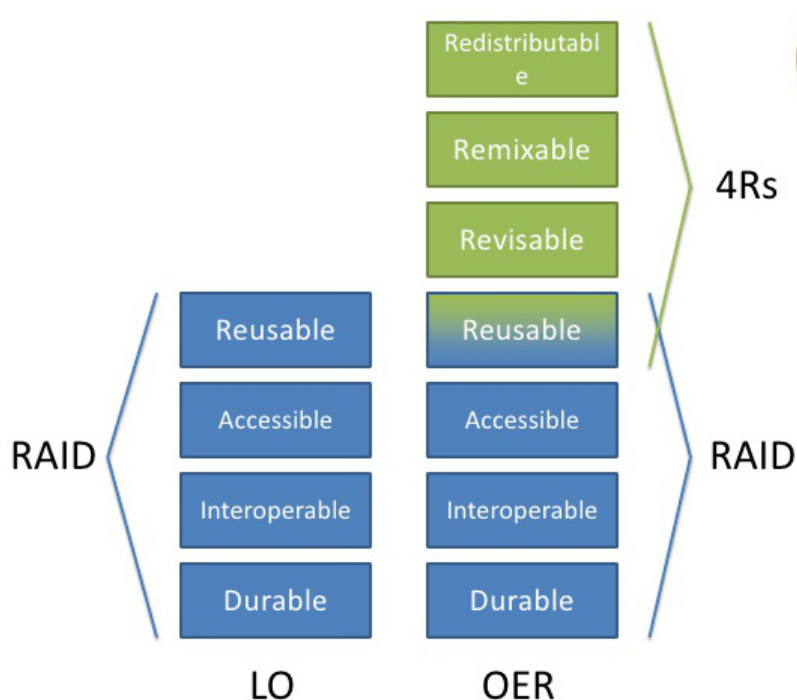 Redistributabl
e
Remixable
4Rs
Revisable
Reusable
Reusable
Accessible
Accessible
RAID
RAID
Interoperable
Interoperable
Durable
Durable
LO
OER